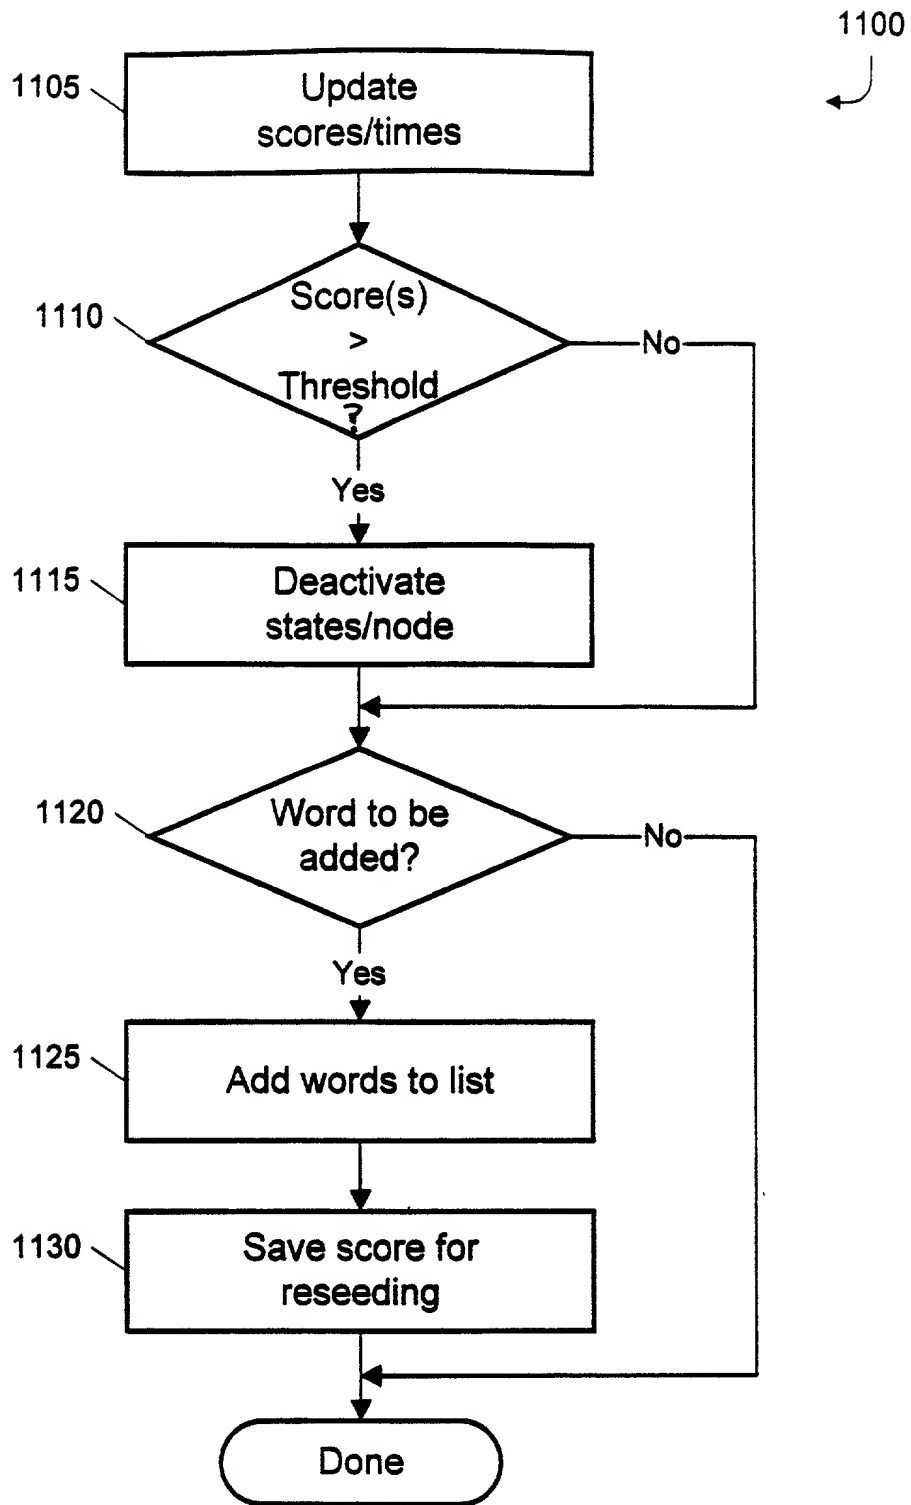 1100
1105
Update
scores/times
1110
Score(s)
>
Threshold
?
No
Yes
1115
Deactivate
states/node
1120
Word to be
added?
No
Yes
1125
Add words to list
1130
Save score for
reseeding
Done